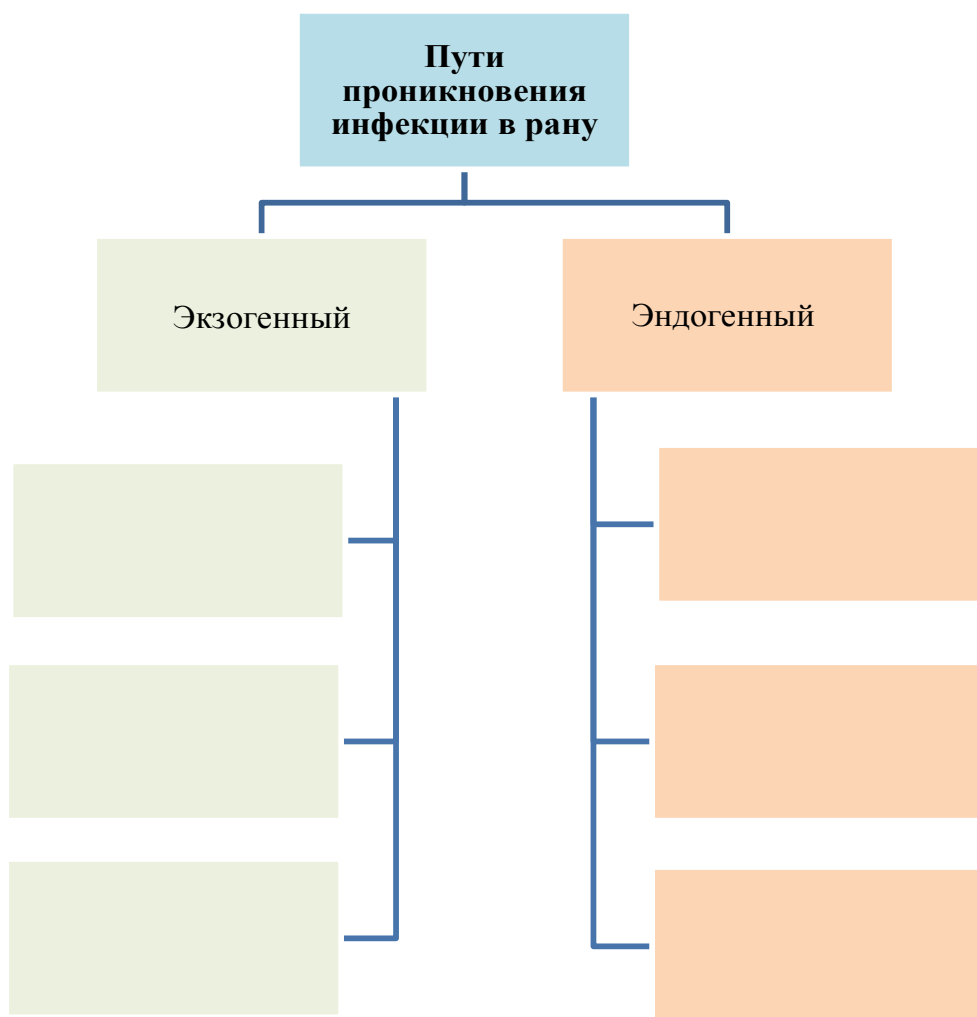 Пути
проникновения
инфекции в рану
Экзогенный
Эндогенный